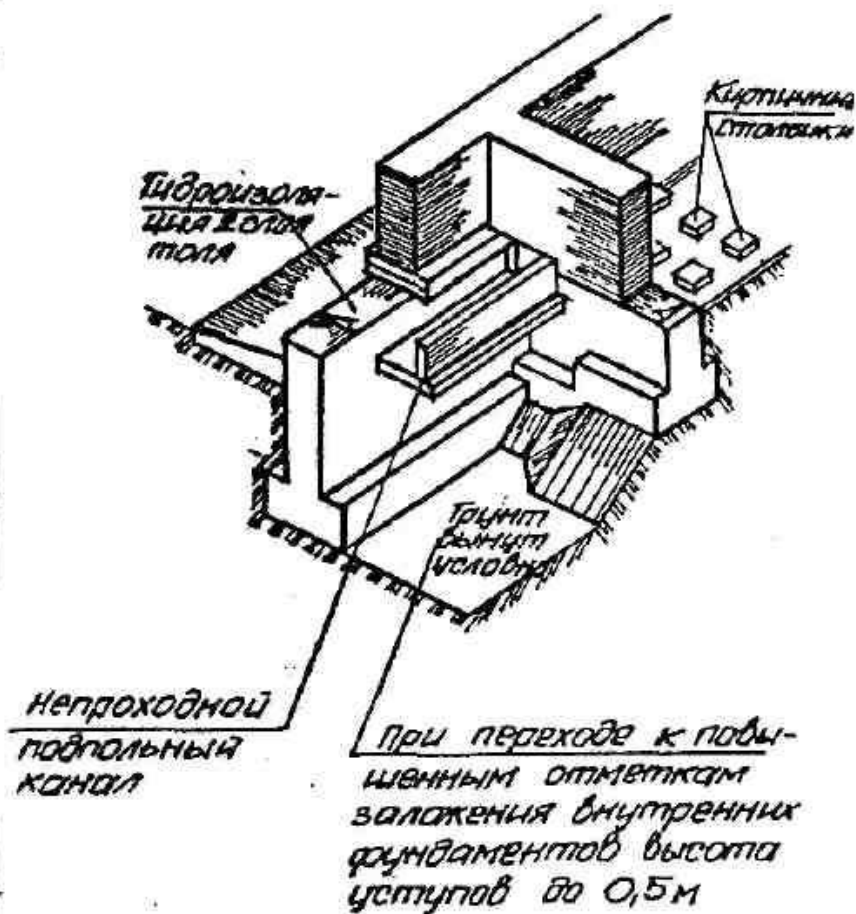 Кирпичные
столбики
Гидроизоля-
ция 2 слоя
толя
Грунт
вынут
условно
Непроходной
подпольный
канал
При переходе к повы-
шенным отметкам
заложения внутренних
фундаментов высота
уступов до 0,5м